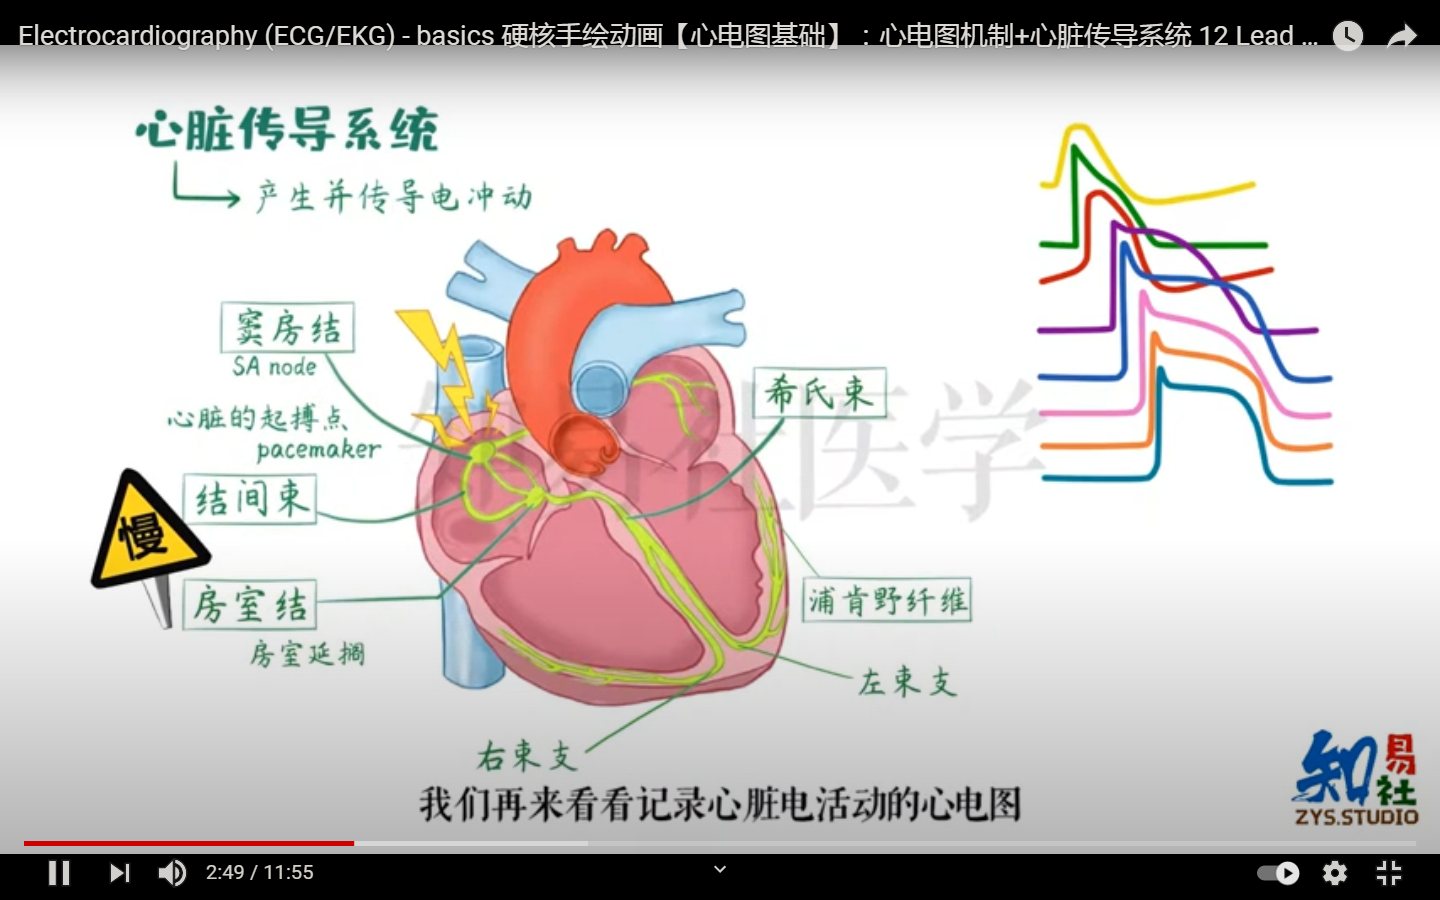 Electrocardiography (ECG/EKG) - basics 硬核手绘动画【心电图基础】：心电图机制+心脏传导系统 12 Lead ...
心脏传导系统
产生并传导电冲动
窦房结
SA node
心脏的起搏点
pacemaker
希氏束
结间束
慢
房室结
房室延搁
浦肯野纤维
左束支
右束支
知易社医学
我们再来看看记录心脏电活动的心电图
知易社
ZYS.STUDIO
2:49 / 11:55